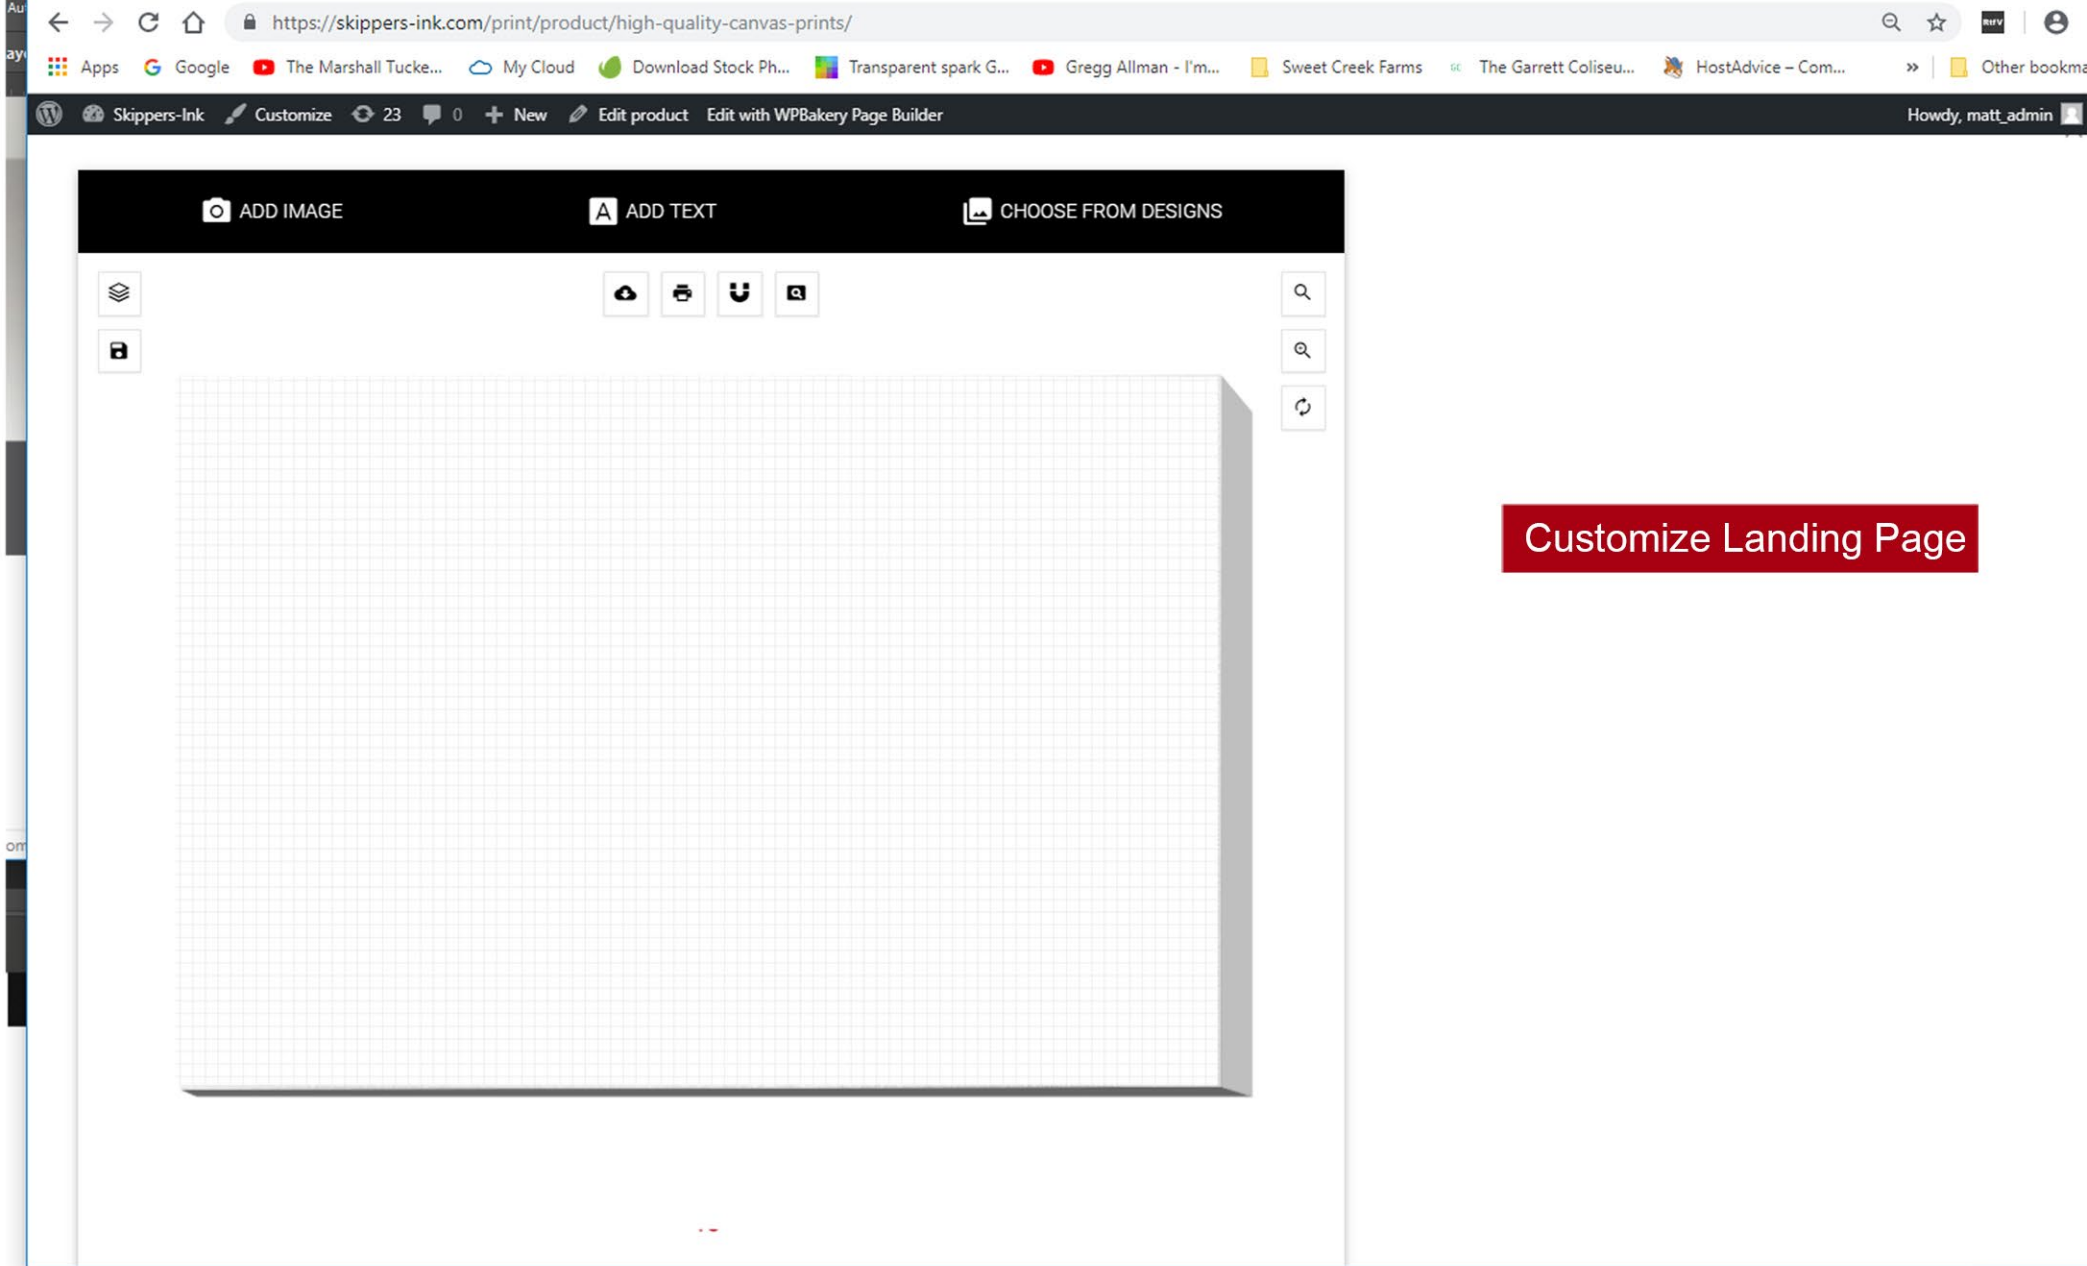 Au
https://skippers-ink.com/print/product/high-quality-canvas-prints/
Apps Google The Marshall Tucke... My Cloud Download Stock Ph... Transparent spark G... Gregg Allman - I'm... Sweet Creek Farms GC The Garrett Coliseu... HostAdvice – Com... » Other bookma
Skippers-Ink Customize 23 0 New Edit product Edit with WPBakery Page Builder Howdy, matt_admin
ADD IMAGE A ADD TEXT CHOOSE FROM DESIGNS
Customize Landing Page
om